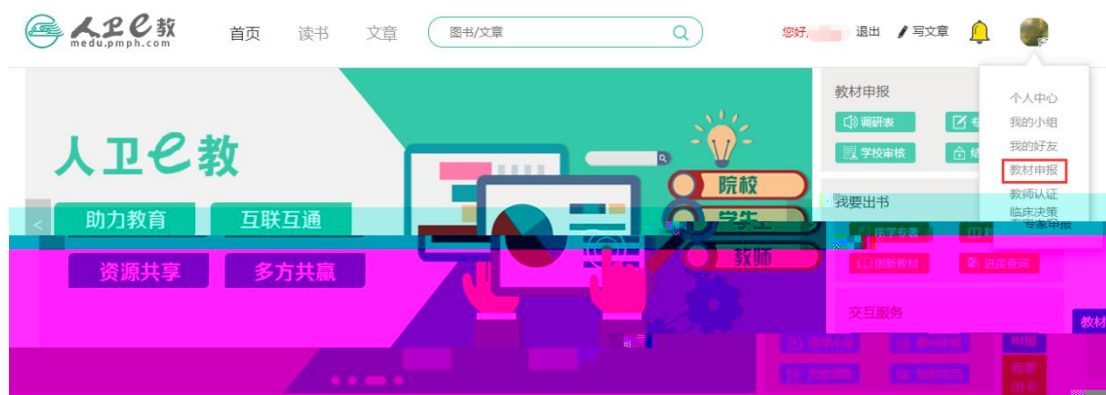 人卫e教
medu.pmph.com
首页 读书 文章 图书/文章 您好, 退出 写文章
教材申报
调研表
学校审核
个人中心
我的小组
我的好友
教材申报
教师认证
临床决策
专家申报
人卫e教
助力教育 互联互通
资源共享 多方共赢
院校
学生
教师
我要出书
医学专著
创新教材 进度查询
交互服务
教材